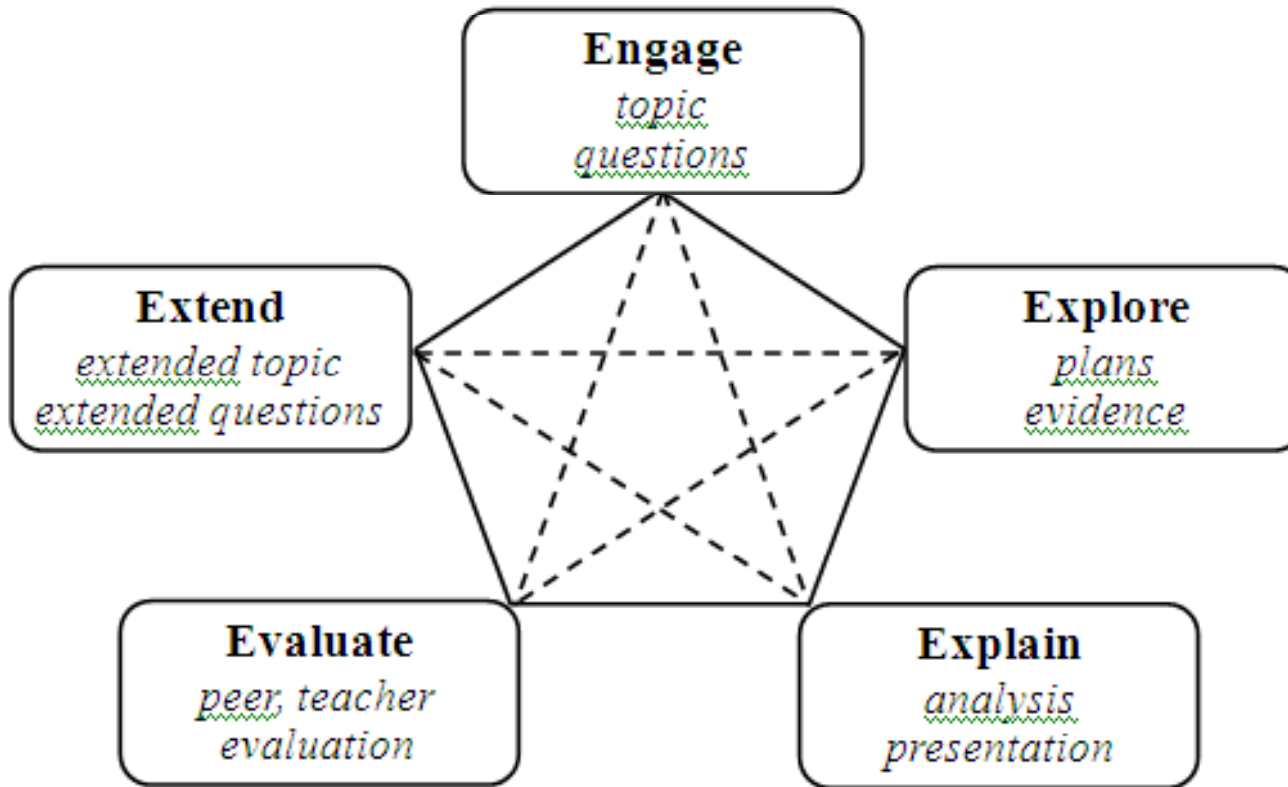 Engage
topic
questions
Extend
extended topic
extended questions
Explore
plans
evidence
Evaluate
peer, teacher
evaluation
Explain
analysis
presentation